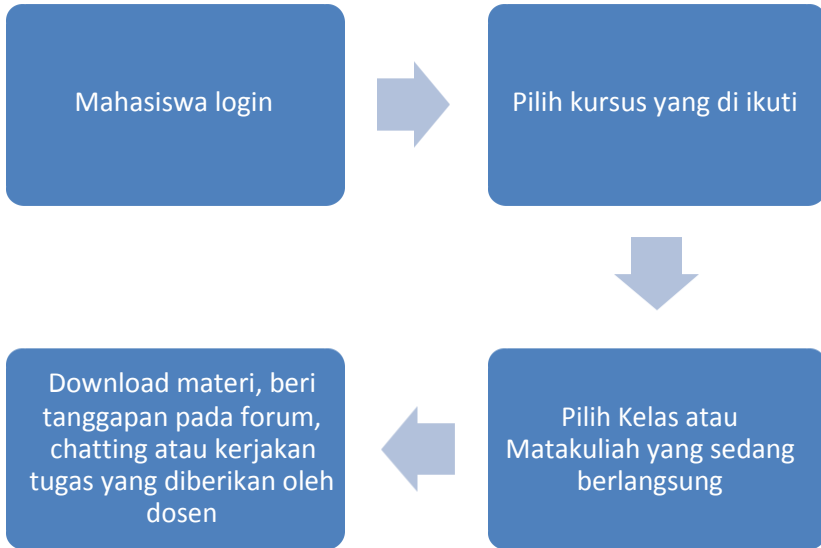 Mahasiswa login
Pilih kursus yang di ikuti
Pilih Kelas atau
Matakuliah yang sedang
berlangsung
Download materi, beri
tanggapan pada forum,
chatting atau kerjakan
tugas yang diberikan oleh
dosen